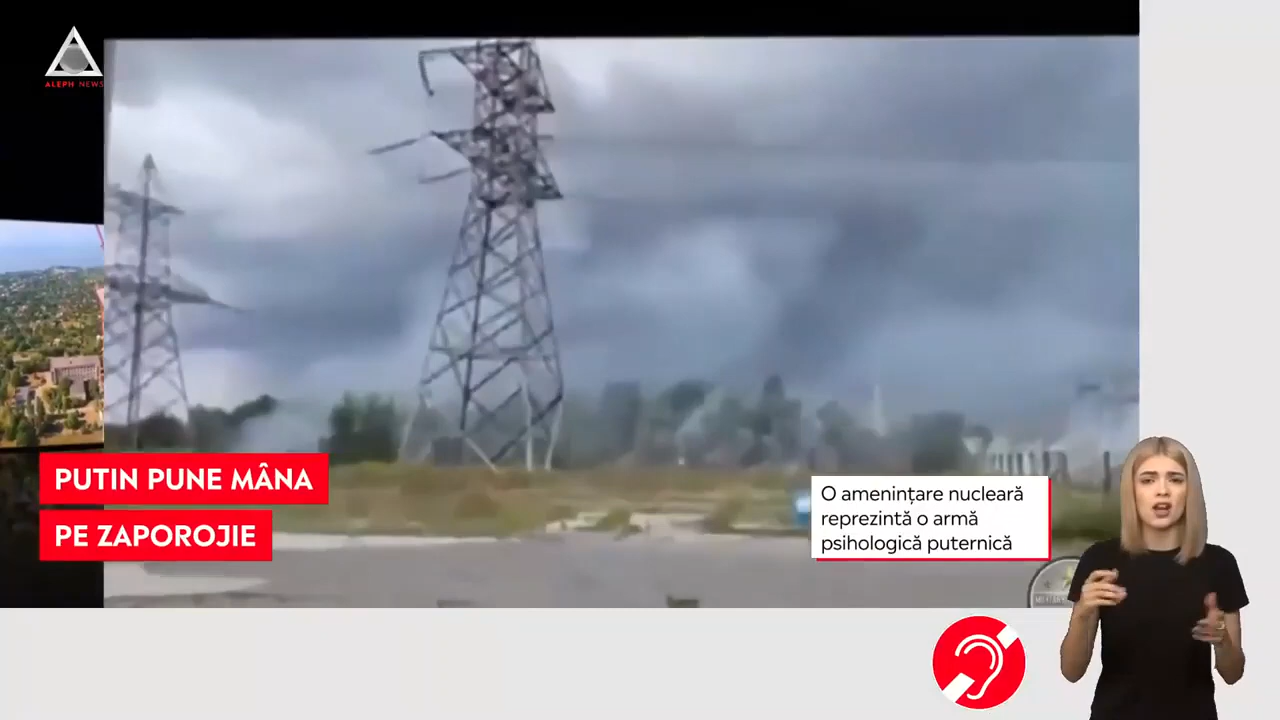 ALEPH NEWS
PUTIN PUNE MÂNA
PE ZAPOROJIE
O amenințare nucleară
reprezintă o armă
psihologică puternică